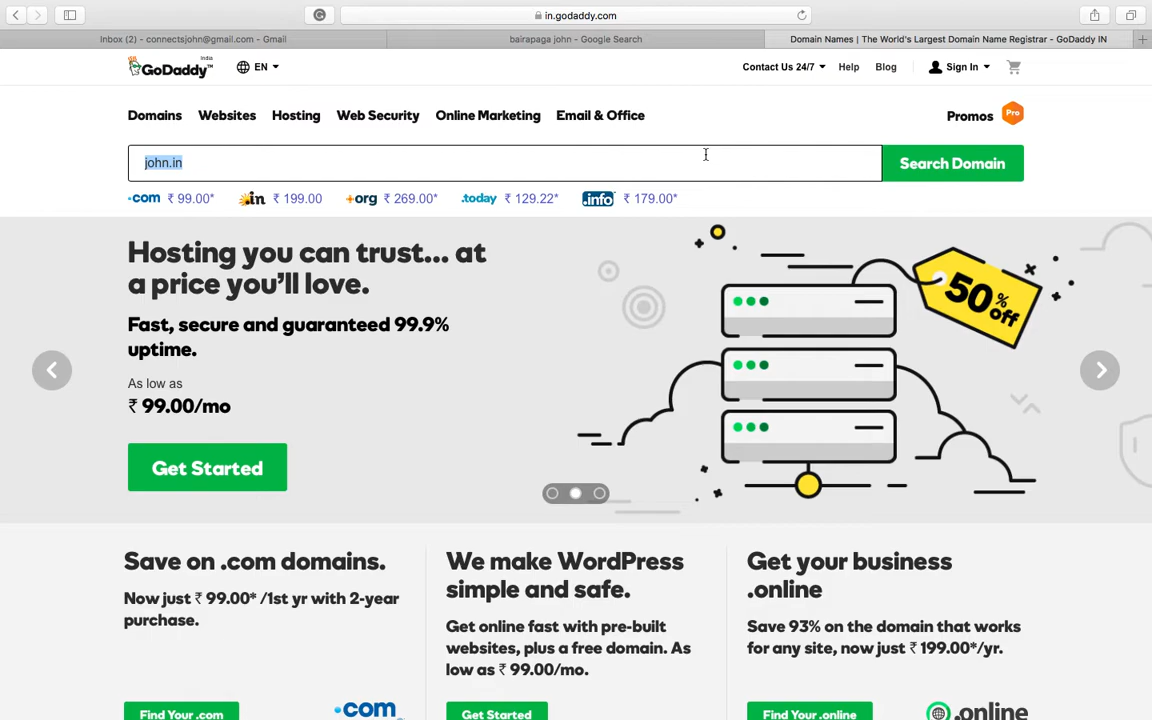 in.godaddy.com
Inbox (2) - connectsjohn@gmail.com - Gmail
bairapaga john - Google Search
Domain Names | The World's Largest Domain Name Registrar - GoDaddy IN
GoDaddy™ India
EN
Contact Us 24/7
Help
Blog
Sign In
Domains
Websites
Hosting
Web Security
Online Marketing
Email & Office
Promos
Pro
john.in
Search Domain
.com ₹ 99.00*
.in ₹ 199.00
.org ₹ 269.00*
.today ₹ 129.22*
.info ₹ 179.00*
Hosting you can trust... at
a price you'll love.
Fast, secure and guaranteed 99.9%
uptime.
As low as
₹ 99.00/mo
Get Started
50%
off
Save on .com domains.
Now just ₹ 99.00* /1st yr with 2-year
purchase.
Find Your .com
.com
We make WordPress
simple and safe.
Get online fast with pre-built
websites, plus a free domain. As
low as ₹ 99.00/mo.
Get Started
Get your business
.online
Save 93% on the domain that works
for any site, now just ₹ 199.00*/yr.
Find Your .online
.online